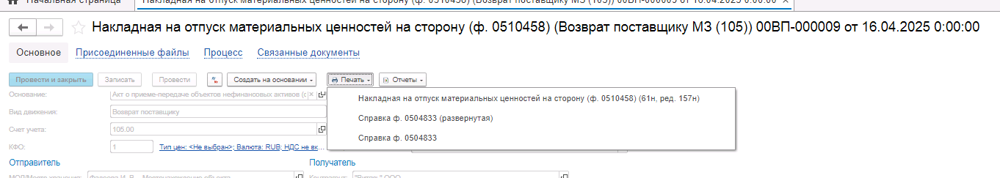 Начальная страница
Накладная на отпуск материальных ценностей на сторону (ф. 0510458) (Возврат поставщику МЗ (105)) 00ВП-000009 от 16.04.2025 0:00:00 ×
Накладная на отпуск материальных ценностей на сторону (ф. 0510458) (Возврат поставщику МЗ (105)) 00ВП-000009 от 16.04.2025 0:00:00
Основное Присоединенные файлы Процесс Связанные документы
Провести и закрыть Записать Провести Создать на основании Печать Отчеты
Основание: Акт о приеме-передаче объектов нефинансовых активов (
Накладная на отпуск материальных ценностей на сторону (ф. 0510458) (61н, ред. 157н)
Вид движения: Возврат поставщику
Справка ф. 0504833 (развернутая)
Счет учета: 105.00
Справка ф. 0504833
КФО: 1 Тип цен: <Не выбран>; Валюта: RUB; НДС не вк...
Отправитель Получатель
МОЛ/Место хранения: Контрагент: ООО